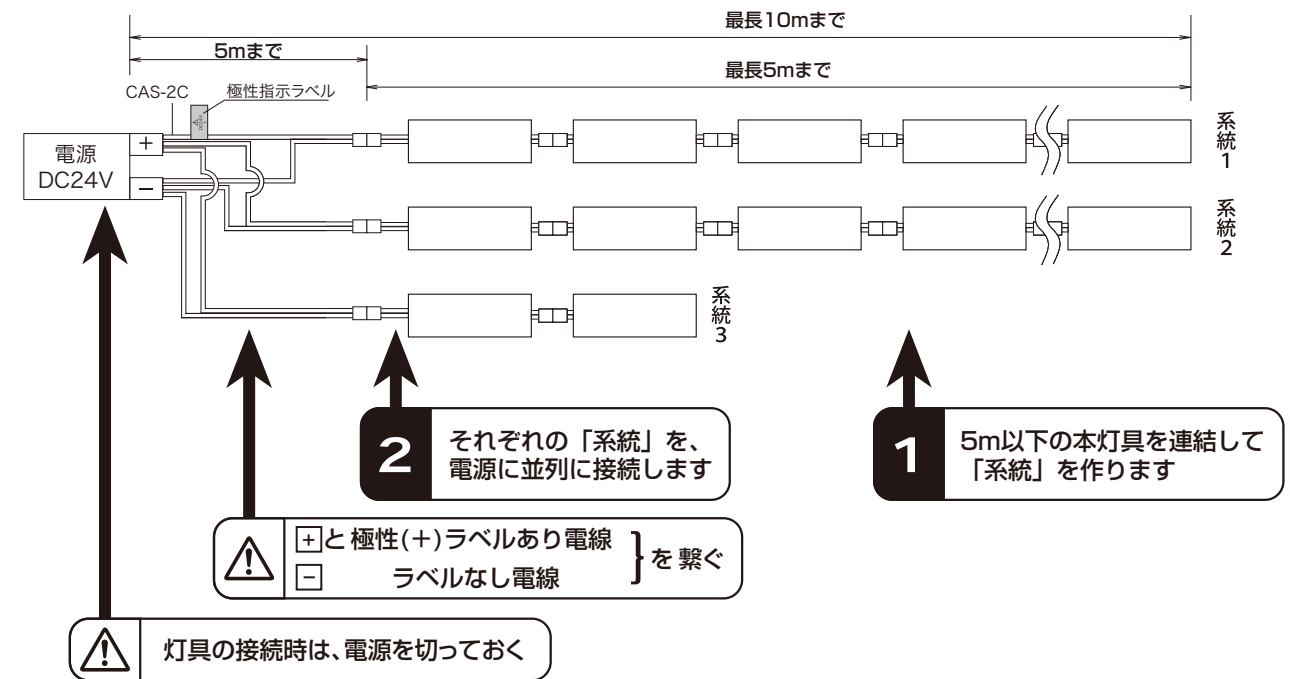 最長10mまで
5mまで
最長5mまで
CAS-2C
極性指示ラベル
電源
DC24V
+
−
系統1
系統2
系統3
2
それぞれの「系統」を、
電源に並列に接続します
1
5m以下の本灯具を連結して
「系統」を作ります
+と 極性(+)ラベルあり電線
− ラベルなし電線
}を 繋ぐ
灯具の接続時は、電源を切っておく